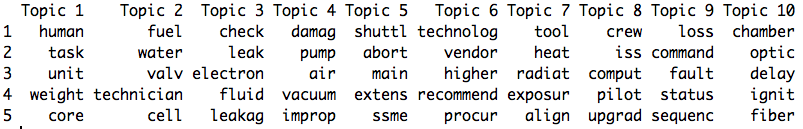 Topic 1 Topic 2 Topic 3 Topic 4 Topic 5 Topic 6 Topic 7 Topic 8 Topic 9 Topic 10
1 human fuel check damag shuttl technolog tool crew loss chamber
2 task water leak pump abort vendor heat iss command optic
3 unit valv electron air main higher radiat comput fault delay
4 weight technician fluid vacuum extens recommend exposur pilot status ignit
5 core cell leakag improp ssme procur align upgrad sequenc fiber